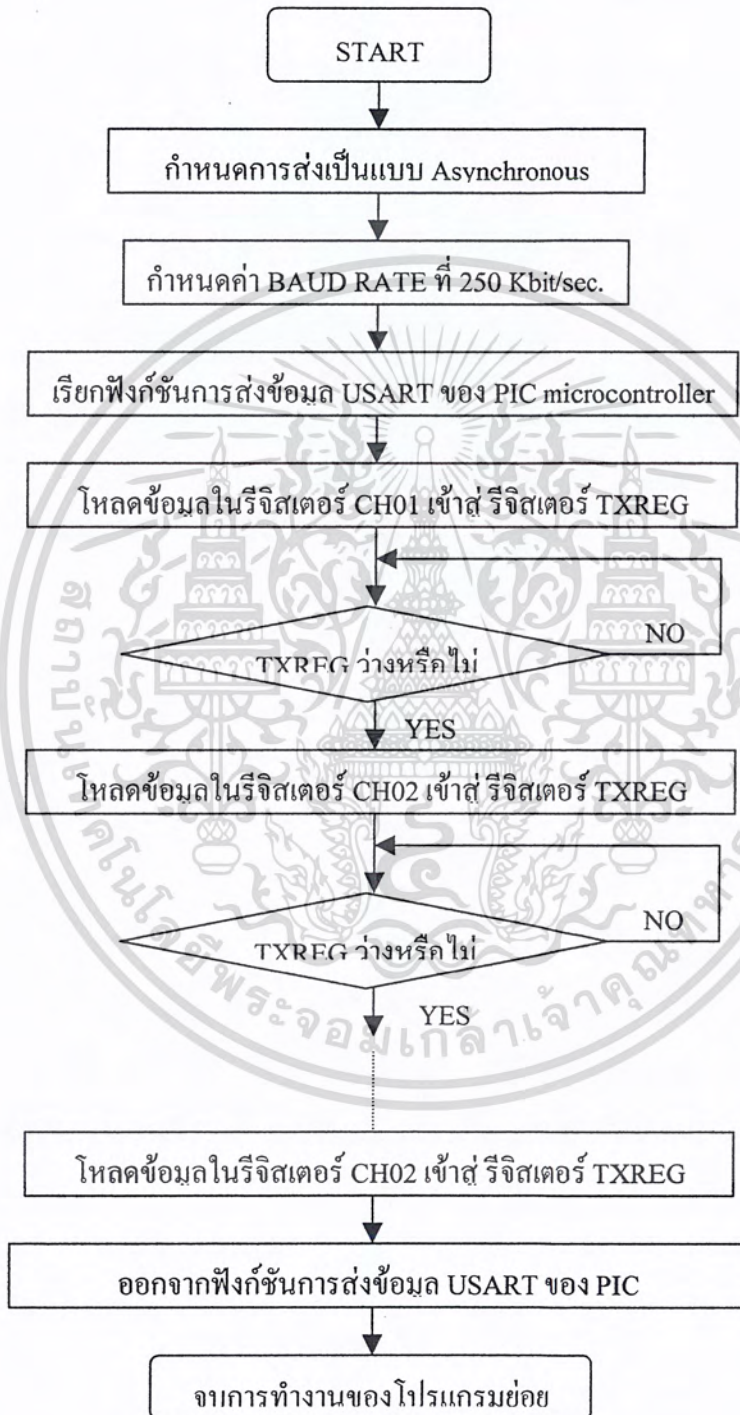 START
กำหนดการส่งเป็นแบบ Asynchronous
กำหนดค่า BAUD RATE ที่ 250 Kbit/sec.
เรียกฟังก์ชันการส่งข้อมูล USART ของ PIC microcontroller
โหลดข้อมูลในรีจิสเตอร์ CH01 เข้าสู่ รีจิสเตอร์ TXREG
TXREG ว่างหรือไม่
NO
YES
โหลดข้อมูลในรีจิสเตอร์ CH02 เข้าสู่ รีจิสเตอร์ TXREG
TXREG ว่างหรือไม่
NO
YES
โหลดข้อมูลในรีจิสเตอร์ CH02 เข้าสู่ รีจิสเตอร์ TXREG
ออกจากฟังก์ชันการส่งข้อมูล USART ของ PIC
จบการทำงานของโปรแกรมย่อย